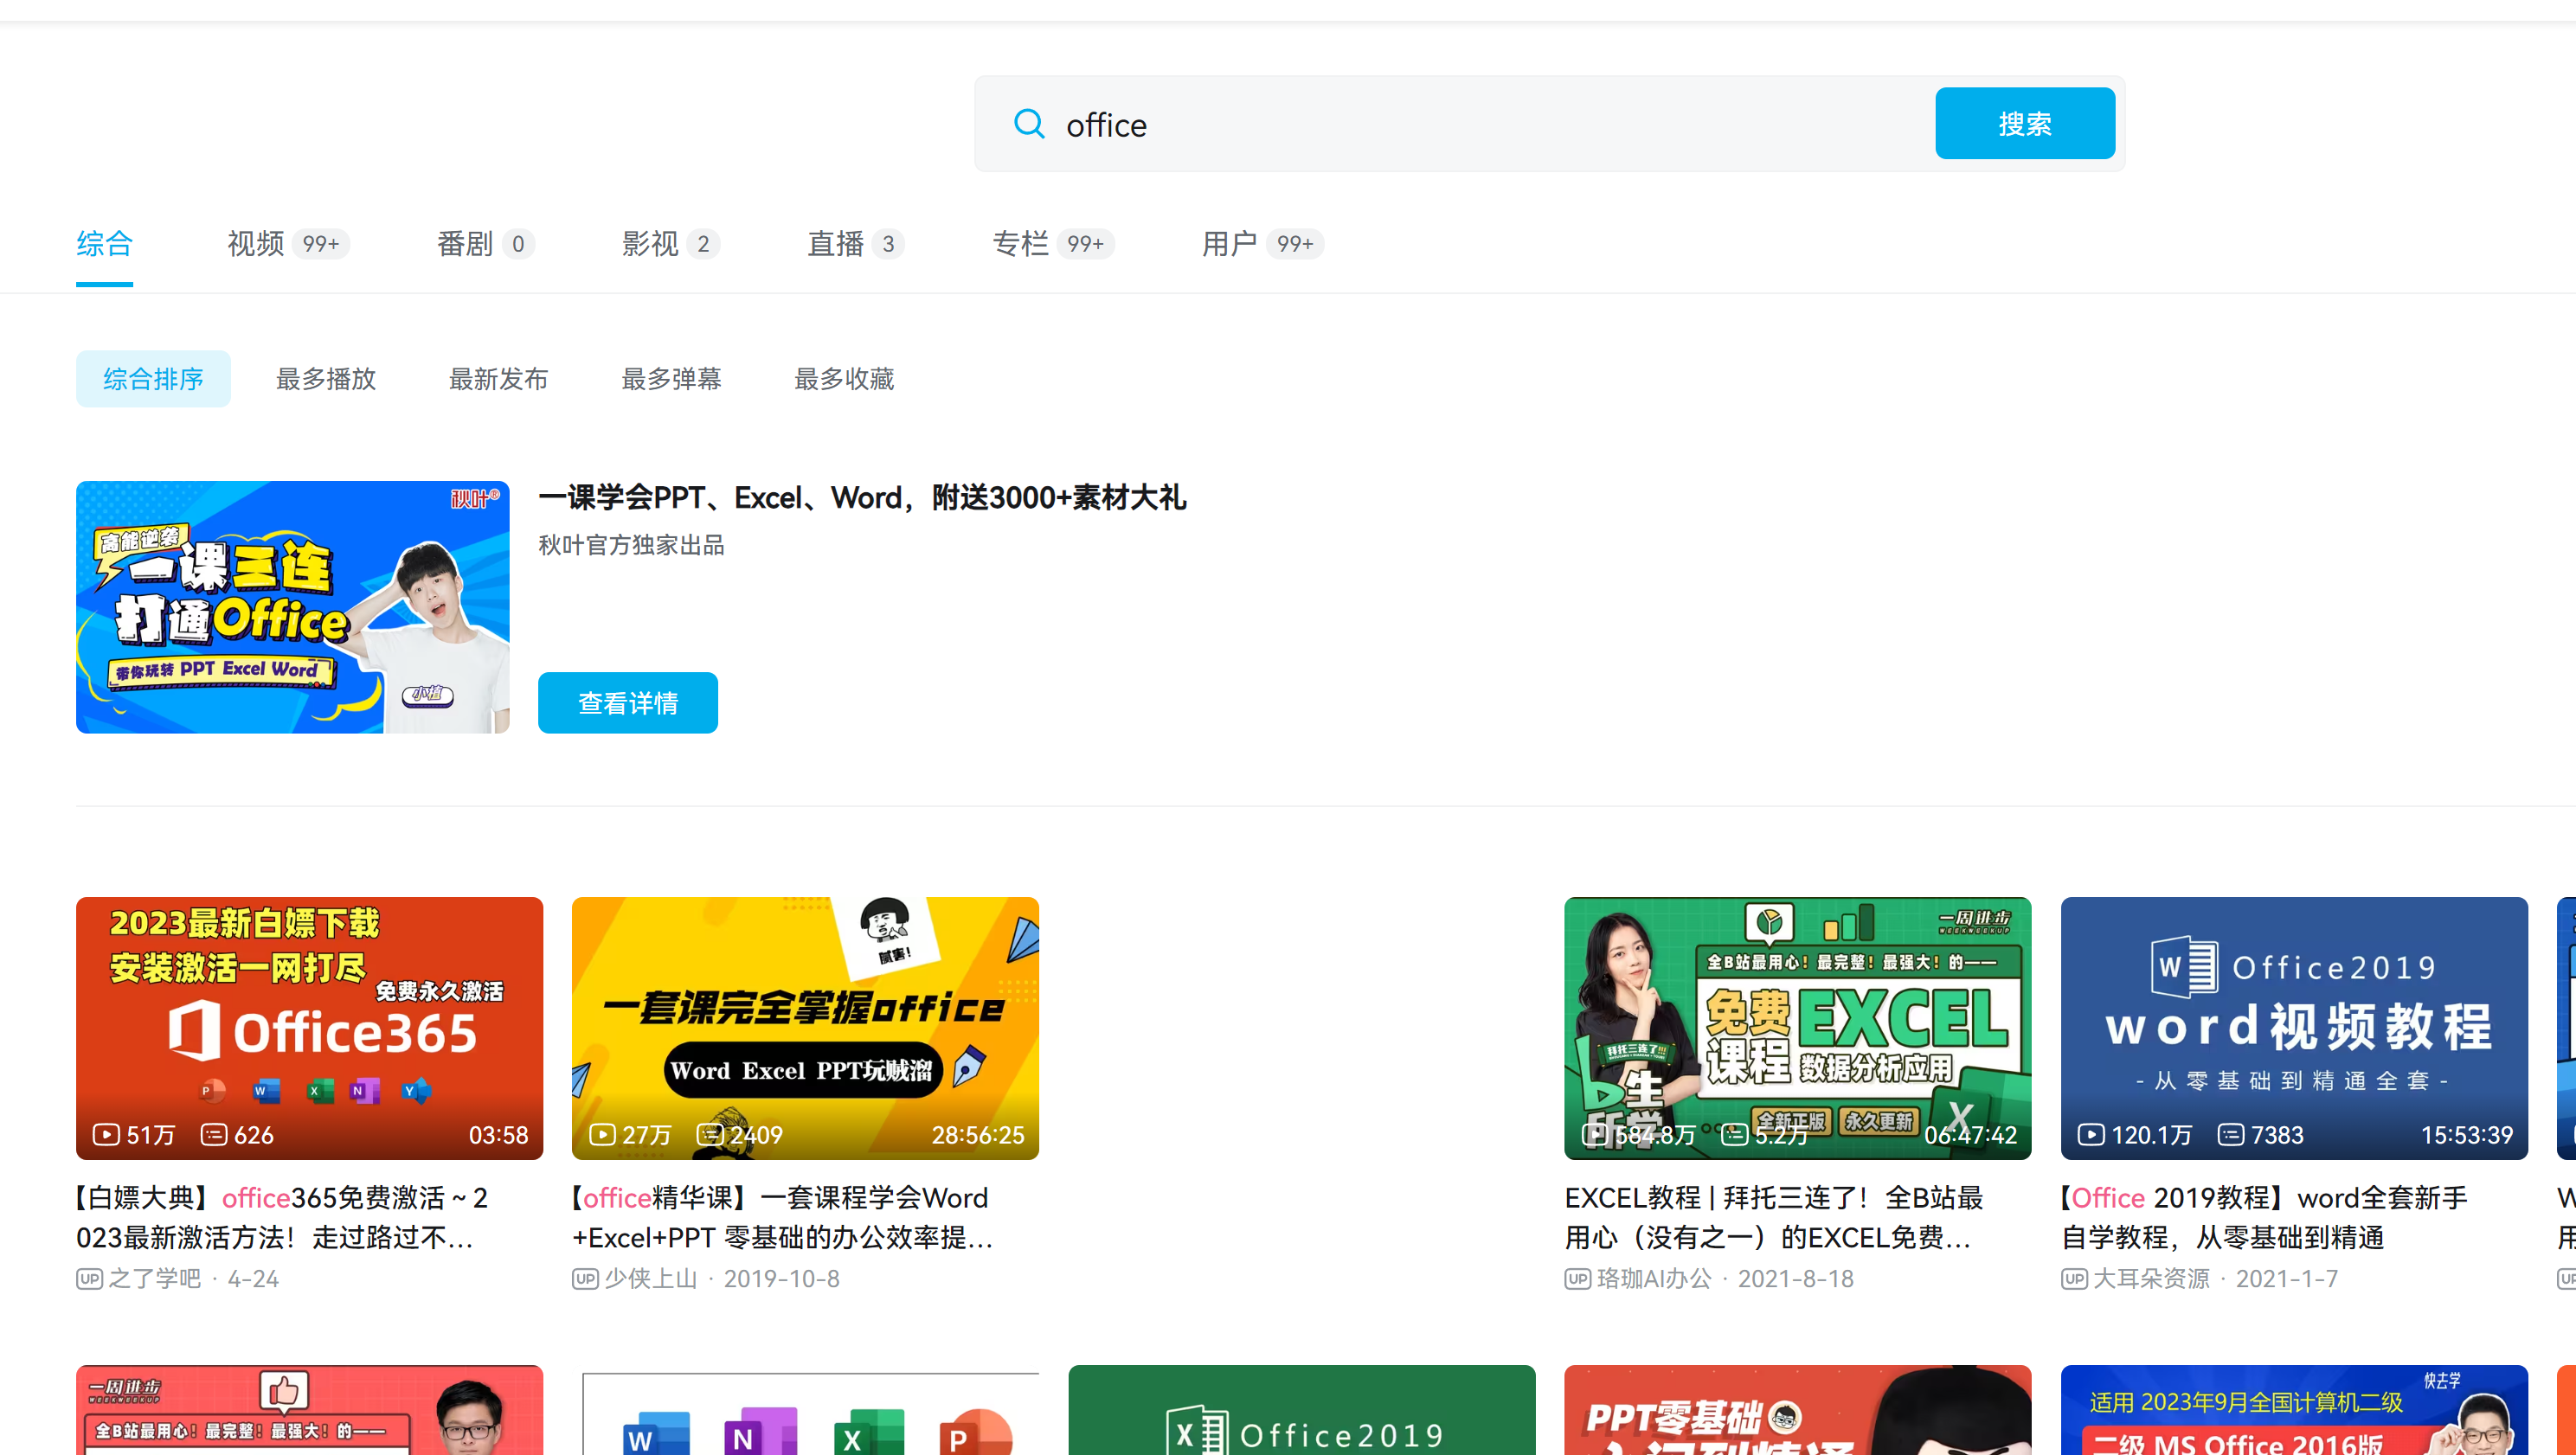 office
搜索
综合 视频 99+ 番剧 0 影视 2 直播 3 专栏 99+ 用户 99+
综合排序 最多播放 最新发布 最多弹幕 最多收藏
秋叶®
高能逆袭
一课三连
打通Office
带你玩转 PPT Excel Word
小植
一课学会PPT、Excel、Word，附送3000+素材大礼
秋叶官方独家出品
查看详情
2023最新白嫖下载
安装激活一网打尽
免费永久激活
Office365
P W X N Y
51万 626 03:58
【白嫖大典】office365免费激活 ~ 2
023最新激活方法！走过路过不...
UP 之了学吧 · 4-24
腻害!
一套课完全掌握office
Word Excel PPT玩贼溜
27万 2409 28:56:25
【office精华课】一套课程学会Word
+Excel+PPT 零基础的办公效率提...
UP 少侠上山 · 2019-10-8
一周进步
WEEKWEEKUP
全B站最用心！最完整！最强大！的——
免费EXCEL
课程 数据分析应用
拜托三连了!!!
b生
所学
全新正版 永久更新
X
584.8万 5.2万 06:47:42
EXCEL教程 | 拜托三连了！全B站最
用心（没有之一）的EXCEL免费...
UP 珞珈AI办公 · 2021-8-18
W Office2019
word视频教程
- 从零基础到精通全套 -
120.1万 7383 15:53:39
【Office 2019教程】word全套新手
自学教程，从零基础到精通
UP 大耳朵资源 · 2021-1-7
W
用
一周进步
WEEKWEEKUP
全B站最用心！最完整！最强大！的——
W N X P
X Office2019
PPT零基础
入门到精通
快去学
适用 2023年9月全国计算机二级
二级 MS Office 2016版